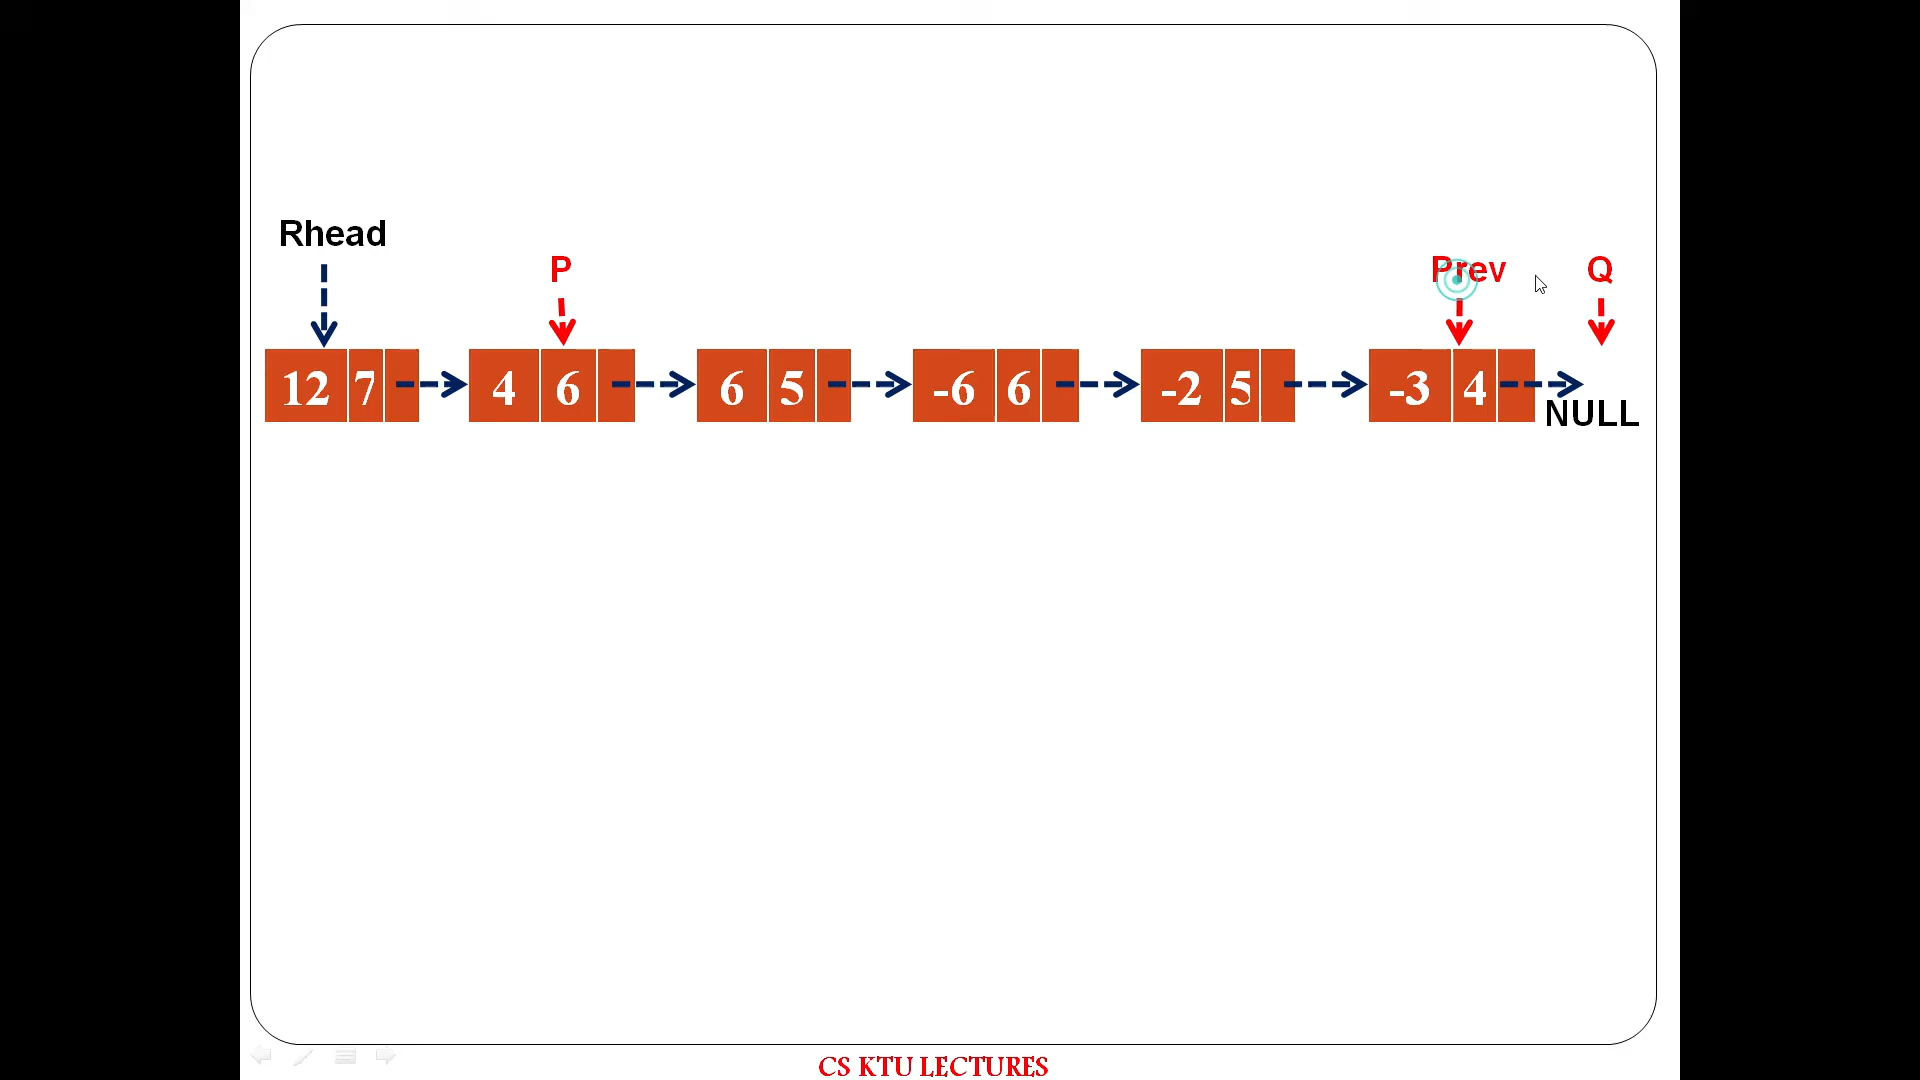 Rhead
P Prev Q
12 7 4 6 6 5 -6 6 -2 5 -3 4
NULL
CS KTU LECTURES